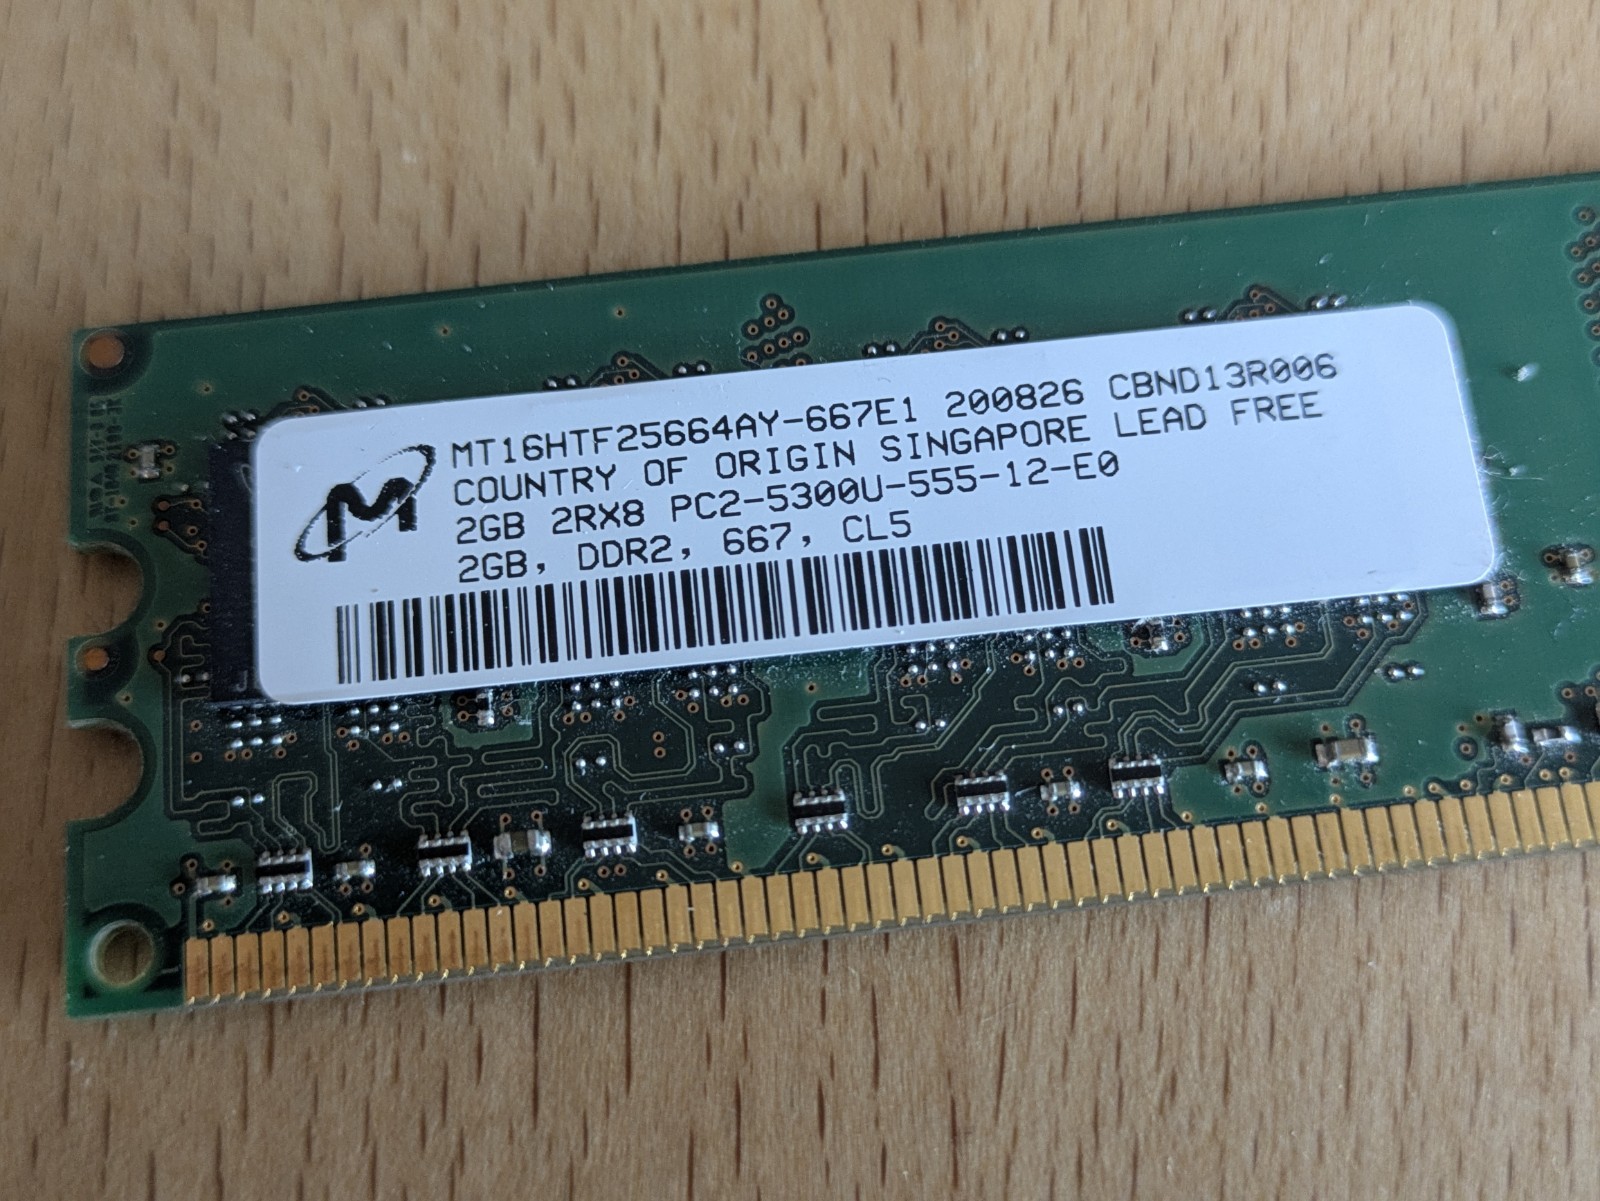 MT16HTF25664AY-667E1 200826 CBND13R006
COUNTRY OF ORIGIN SINGAPORE LEAD FREE
2GB 2RX8 PC2-5300U-555-12-E0
2GB, DDR2, 667, CL5